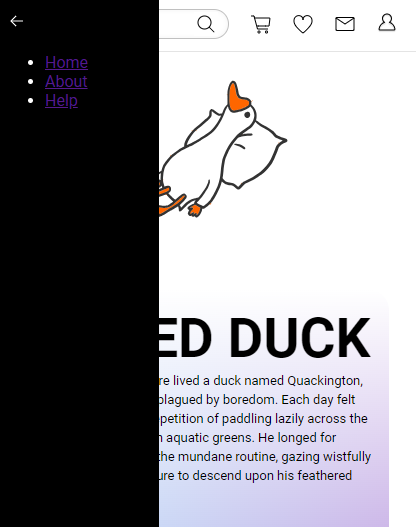 Home
About
Help
ED DUCK
re lived a duck named Quackington,
plagued by boredom. Each day felt
petition of paddling lazily across the
aquatic greens. He longed for
the mundane routine, gazing wistfully
ure to descend upon his feathered